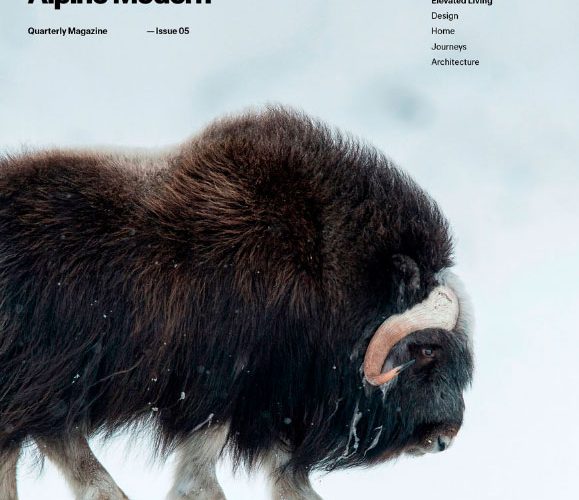 Alpine Modern
Quarterly Magazine — Issue 05
Elevated Living
Design
Home
Journeys
Architecture